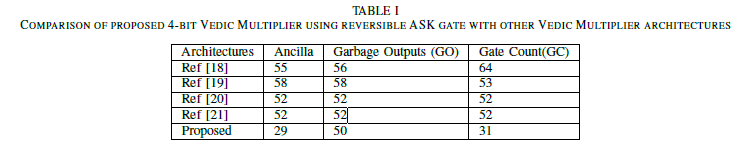 TABLE I
COMPARISON OF PROPOSED 4-BIT VEDIC MULTIPLIER USING REVERSIBLE ASK GATE WITH OTHER VEDIC MULTIPLIER ARCHITECTURES
Architectures Ancilla Garbage Outputs (GO) Gate Count(GC)
Ref [18] 55 56 64
Ref [19] 58 58 53
Ref [20] 52 52 52
Ref [21] 52 52 52
Proposed 29 50 31